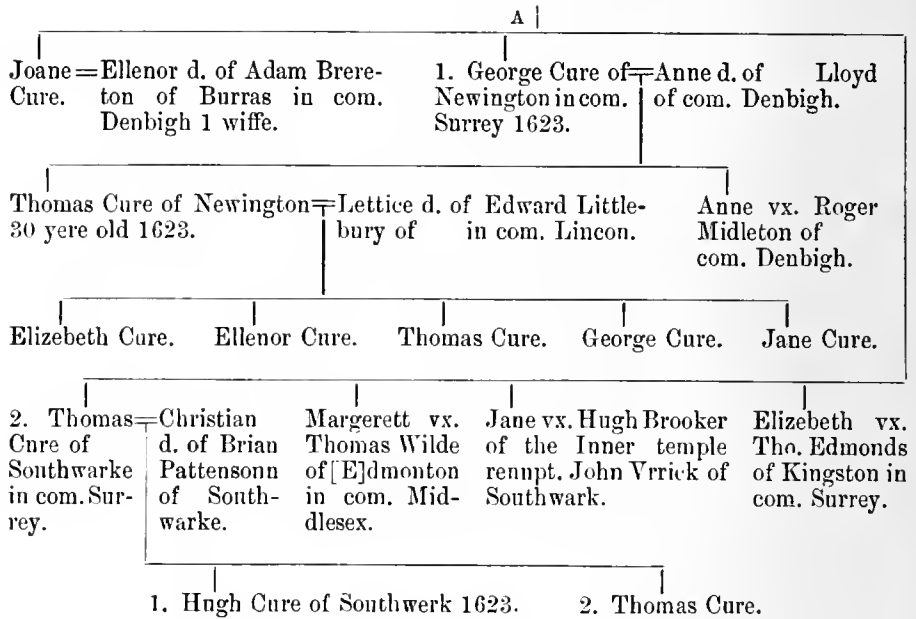 A
Joane=Ellenor d. of Adam Brere-
Cure. ton of Burras in com.
Denbigh 1 wiffe.
1. George Cure of=Anne d. of Lloyd
Newington in com. of com. Denbigh.
Surrey 1623.
Thomas Cure of Newington=Lettice d. of Edward Little-
30 yere old 1623. bury of in com. Lincon.
Anne vx. Roger
Midleton of
com. Denbigh.
Elizebeth Cure. Ellenor Cure. Thomas Cure. George Cure. Jane Cure.
2. Thomas=Christian
Cure of d. of Brian
Southwarke Pattensonn
in com. Sur- of South-
rey. warke.
Margerett vx.
Thomas Wilde
of [E]dmonton
in com. Mid-
dlesex.
Jane vx. Hugh Brooker
of the Inner temple
renupt. John Vrrick of
Southwark.
Elizebeth vx.
Tho. Edmonds
of Kingston in
com. Surrey.
1. Hugh Cure of Southwerk 1623. 2. Thomas Cure.